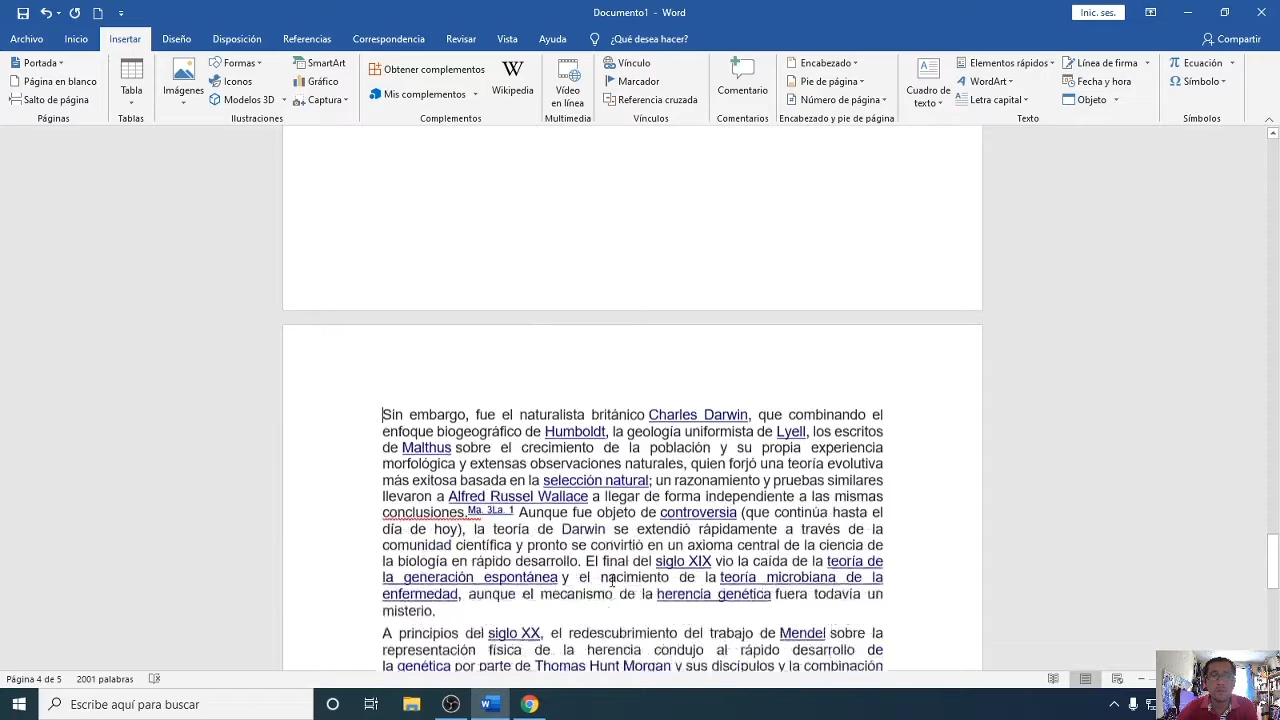 Documento1 - Word
Inic. ses.
Archivo Inicio Insertar Diseño Disposición Referencias Correspondencia Revisar Vista Ayuda ¿Qué desea hacer? Compartir
Portada
Página en blanco
Salto de página
Páginas
Tabla
Tablas
Imágenes
Formas
Iconos
Modelos 3D
SmartArt
Gráfico
Captura
Ilustraciones
Obtener complementos
Mis complementos
Wikipedia
Complementos
Vídeo
en línea
Multimedia
Vínculo
Marcador
Referencia cruzada
Vínculos
Comentario
Comentarios
Encabezado
Pie de página
Número de página
Encabezado y pie de página
Cuadro de
texto
Elementos rápidos
WordArt
Letra capital
Línea de firma
Fecha y hora
Objeto
Texto
Ecuación
Símbolo
Símbolos
Sin embargo, fue el naturalista británico Charles Darwin, que combinando el
enfoque biogeográfico de Humboldt, la geología uniformista de Lyell, los escritos
de Malthus sobre el crecimiento de la población y su propia experiencia
morfológica y extensas observaciones naturales, quien forjó una teoría evolutiva
más exitosa basada en la selección natural; un razonamiento y pruebas similares
llevaron a Alfred Russel Wallace a llegar de forma independiente a las mismas
conclusiones.Ma. 3La. 1 Aunque fue objeto de controversia (que continúa hasta el
día de hoy), la teoría de Darwin se extendió rápidamente a través de la
comunidad científica y pronto se convirtió en un axioma central de la ciencia de
la biología en rápido desarrollo. El final del siglo XIX vio la caída de la teoría de
la generación espontánea y el nacimiento de la teoría microbiana de la
enfermedad, aunque el mecanismo de la herencia genética fuera todavía un
misterio.
A principios del siglo XX, el redescubrimiento del trabajo de Mendel sobre la
representación física de la herencia condujo al rápido desarrollo de
la genética por parte de Thomas Hunt Morgan y sus discípulos y la combinación
Página 4 de 5 2001 palabras
Escribe aquí para buscar